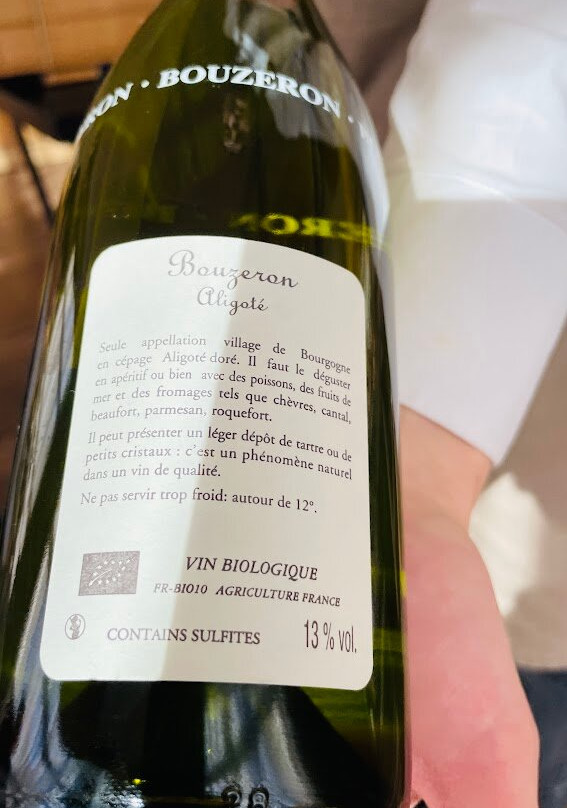 RON · BOUZERON ·
Bouzeron
Aligoté
Seule appellation village de Bourgogne
en cépage Aligoté doré. Il faut le déguster
en apéritif ou bien avec des poissons, des fruits de
mer et des fromages tels que chèvres, cantal,
beaufort, parmesan, roquefort.
Il peut présenter un léger dépôt de tartre ou de
petits cristaux : c'est un phénomène naturel
dans un vin de qualité.
Ne pas servir trop froid: autour de 12°.
VIN BIOLOGIQUE
FR-BIO10 AGRICULTURE FRANCE
CONTAINS SULFITES 13 % vol.